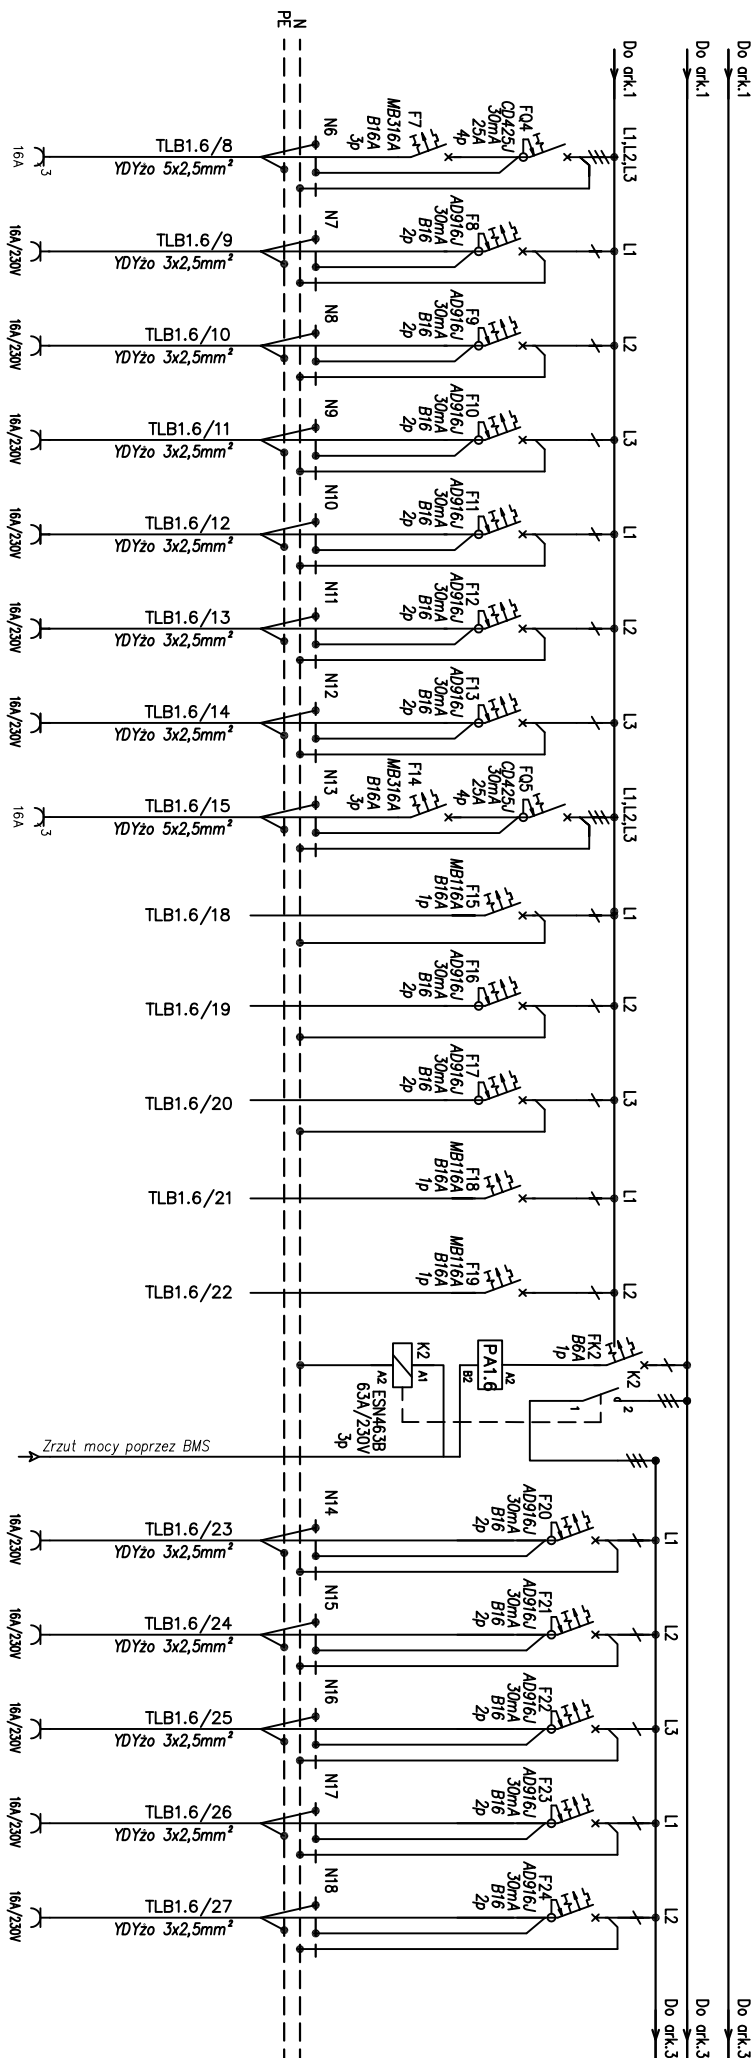 Do ark.1
Do ark.1
Do ark.1
L1,L2,L3
FQ4
CD425J
30mA
25A
4p
F7
MB316A
B16A
3p
N6
N
PE
TLB1.6/8
YDYżo 5x2,5mm²
16A
3
L1
F8
AD916J
30mA
B16
2p
N7
TLB1.6/9
YDYżo 3x2,5mm²
16A/230V
L2
F9
AD916J
30mA
B16
2p
N8
TLB1.6/10
YDYżo 3x2,5mm²
16A/230V
L3
F10
AD916J
30mA
B16
2p
N9
TLB1.6/11
YDYżo 3x2,5mm²
16A/230V
L1
F11
AD916J
30mA
B16
2p
N10
TLB1.6/12
YDYżo 3x2,5mm²
16A/230V
L2
F12
AD916J
30mA
B16
2p
N11
TLB1.6/13
YDYżo 3x2,5mm²
16A/230V
L3
F13
AD916J
30mA
B16
2p
N12
TLB1.6/14
YDYżo 3x2,5mm²
16A/230V
L1,L2,L3
FQ5
CD425J
30mA
25A
4p
F14
MB316A
B16A
3p
N13
TLB1.6/15
YDYżo 5x2,5mm²
16A
3
L1
F15
MB116A
B16A
1p
TLB1.6/18
L2
F16
AD916J
30mA
B16
2p
TLB1.6/19
L3
F17
AD916J
30mA
B16
2p
TLB1.6/20
L1
F18
MB116A
B16A
1p
TLB1.6/21
L2
F19
MB116A
B16A
1p
TLB1.6/22
FK2
B6A
1p
PA1.6
A2
B2
K2
A1
A2
ESN463B
63A/230V
3p
K2
1
2
Zrzut mocy poprzez BMS
L1
F20
AD916J
30mA
B16
2p
N14
TLB1.6/23
YDYżo 3x2,5mm²
16A/230V
L2
F21
AD916J
30mA
B16
2p
N15
TLB1.6/24
YDYżo 3x2,5mm²
16A/230V
L3
F22
AD916J
30mA
B16
2p
N16
TLB1.6/25
YDYżo 3x2,5mm²
16A/230V
L1
F23
AD916J
30mA
B16
2p
N17
TLB1.6/26
YDYżo 3x2,5mm²
16A/230V
L2
F24
AD916J
30mA
B16
2p
N18
TLB1.6/27
YDYżo 3x2,5mm²
16A/230V
Do ark.3
Do ark.3
Do ark.3